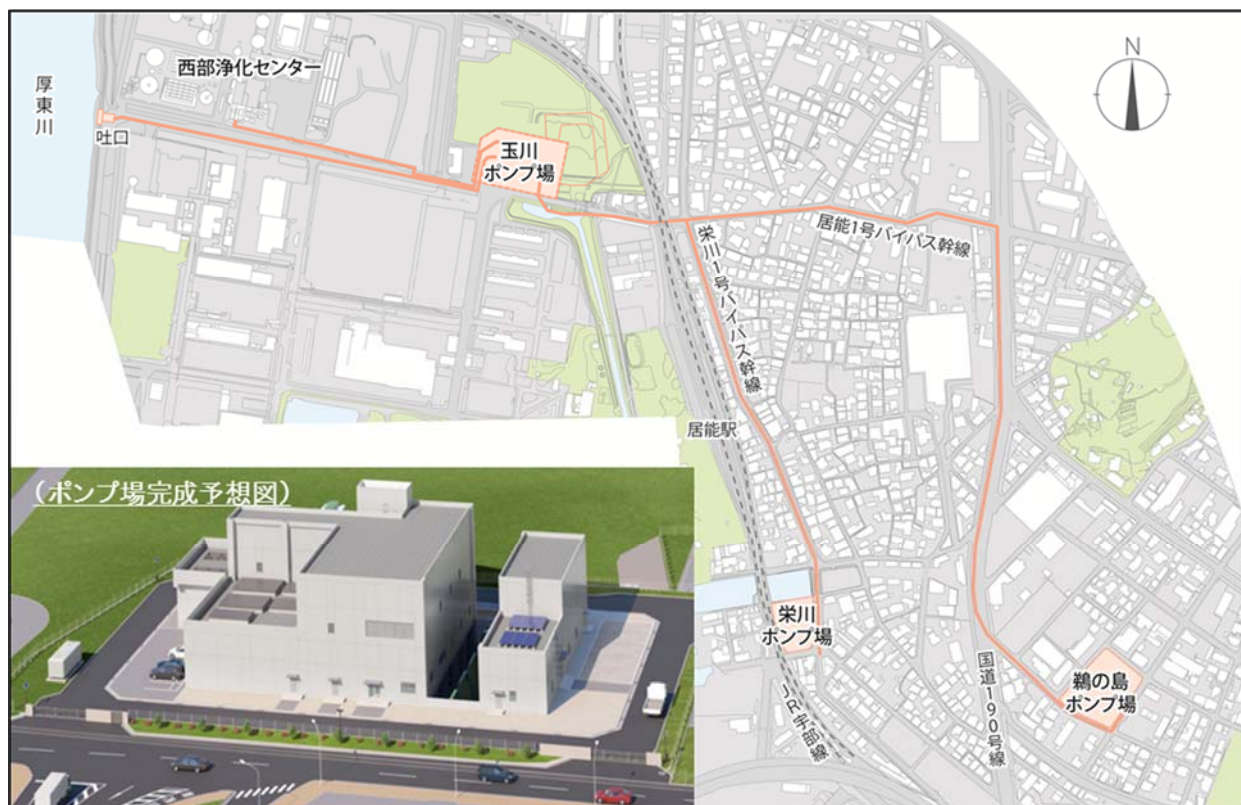 N
西部浄化センター
厚東川
吐口
玉川
ポンプ場
居能1号バイパス幹線
栄川1号バイパス幹線
居能駅
(ポンプ場完成予想図)
栄川
ポンプ場
鵜の島
ポンプ場
国道190号線
JR宇部線